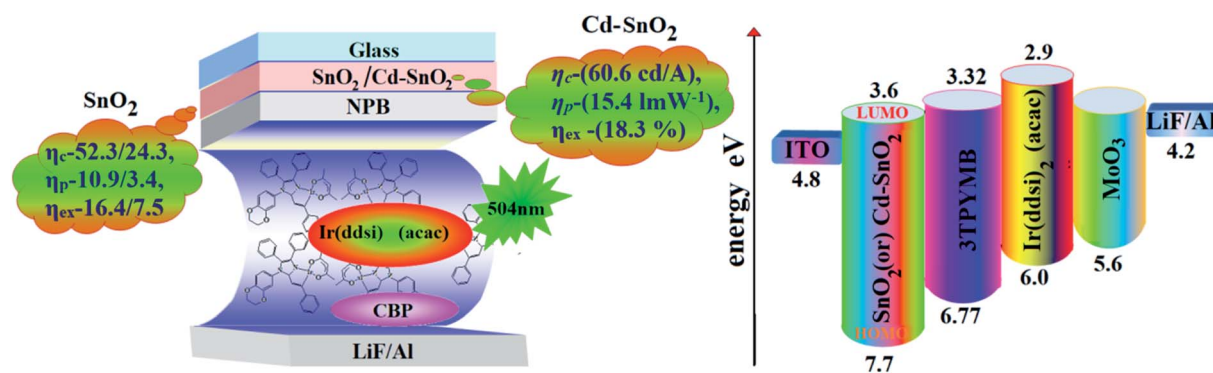 Glass
SnO₂ /Cd-SnO₂
NPB
SnO₂
η꜀-52.3/24.3,
ηₚ-10.9/3.4,
ηₑₓ-16.4/7.5
Cd-SnO₂
η꜀-(60.6 cd/A),
ηₚ-(15.4 lmW⁻¹),
ηₑₓ -(18.3 %)
504nm
Ir(ddsi) (acac)
CBP
LiF/Al
energy eV
ITO
4.8
3.6
LUMO
SnO₂ (or) Cd-SnO₂
HOMO
7.7
3.32
3TPYMB
6.77
2.9
Ir(ddsi)₂ (acac)
6.0
MoO₃
5.6
LiF/Al
4.2